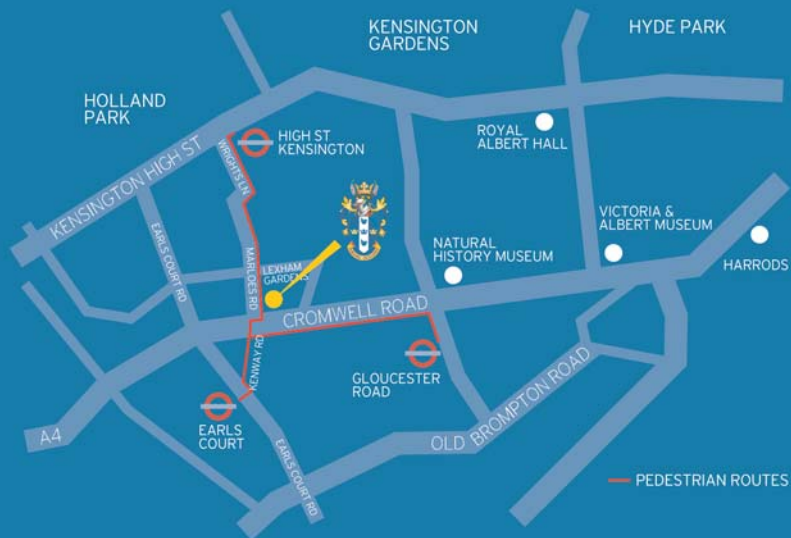 KENSINGTON
GARDENS
HYDE PARK
HOLLAND
PARK
HIGH ST
KENSINGTON
ROYAL
ALBERT HALL
KENSINGTON HIGH ST
WRIGHTS LN
EARLS COURT RD
MARLOES RD
LEXHAM
GARDENS
NATURAL
HISTORY MUSEUM
VICTORIA &
ALBERT MUSEUM
HARRODS
CROMWELL ROAD
KENWAY RD
GLOUCESTER
ROAD
EARLS
COURT
A4
EARLS COURT RD
OLD BROMPTON ROAD
PEDESTRIAN ROUTES